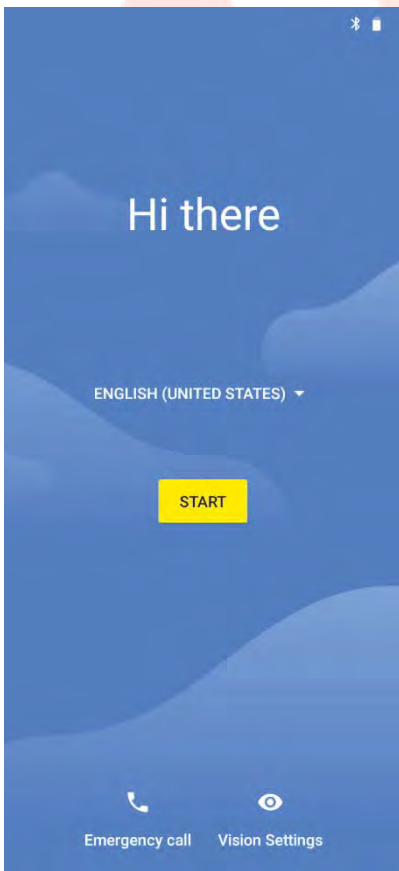 Hi there
ENGLISH (UNITED STATES)
START
Emergency call
Vision Settings